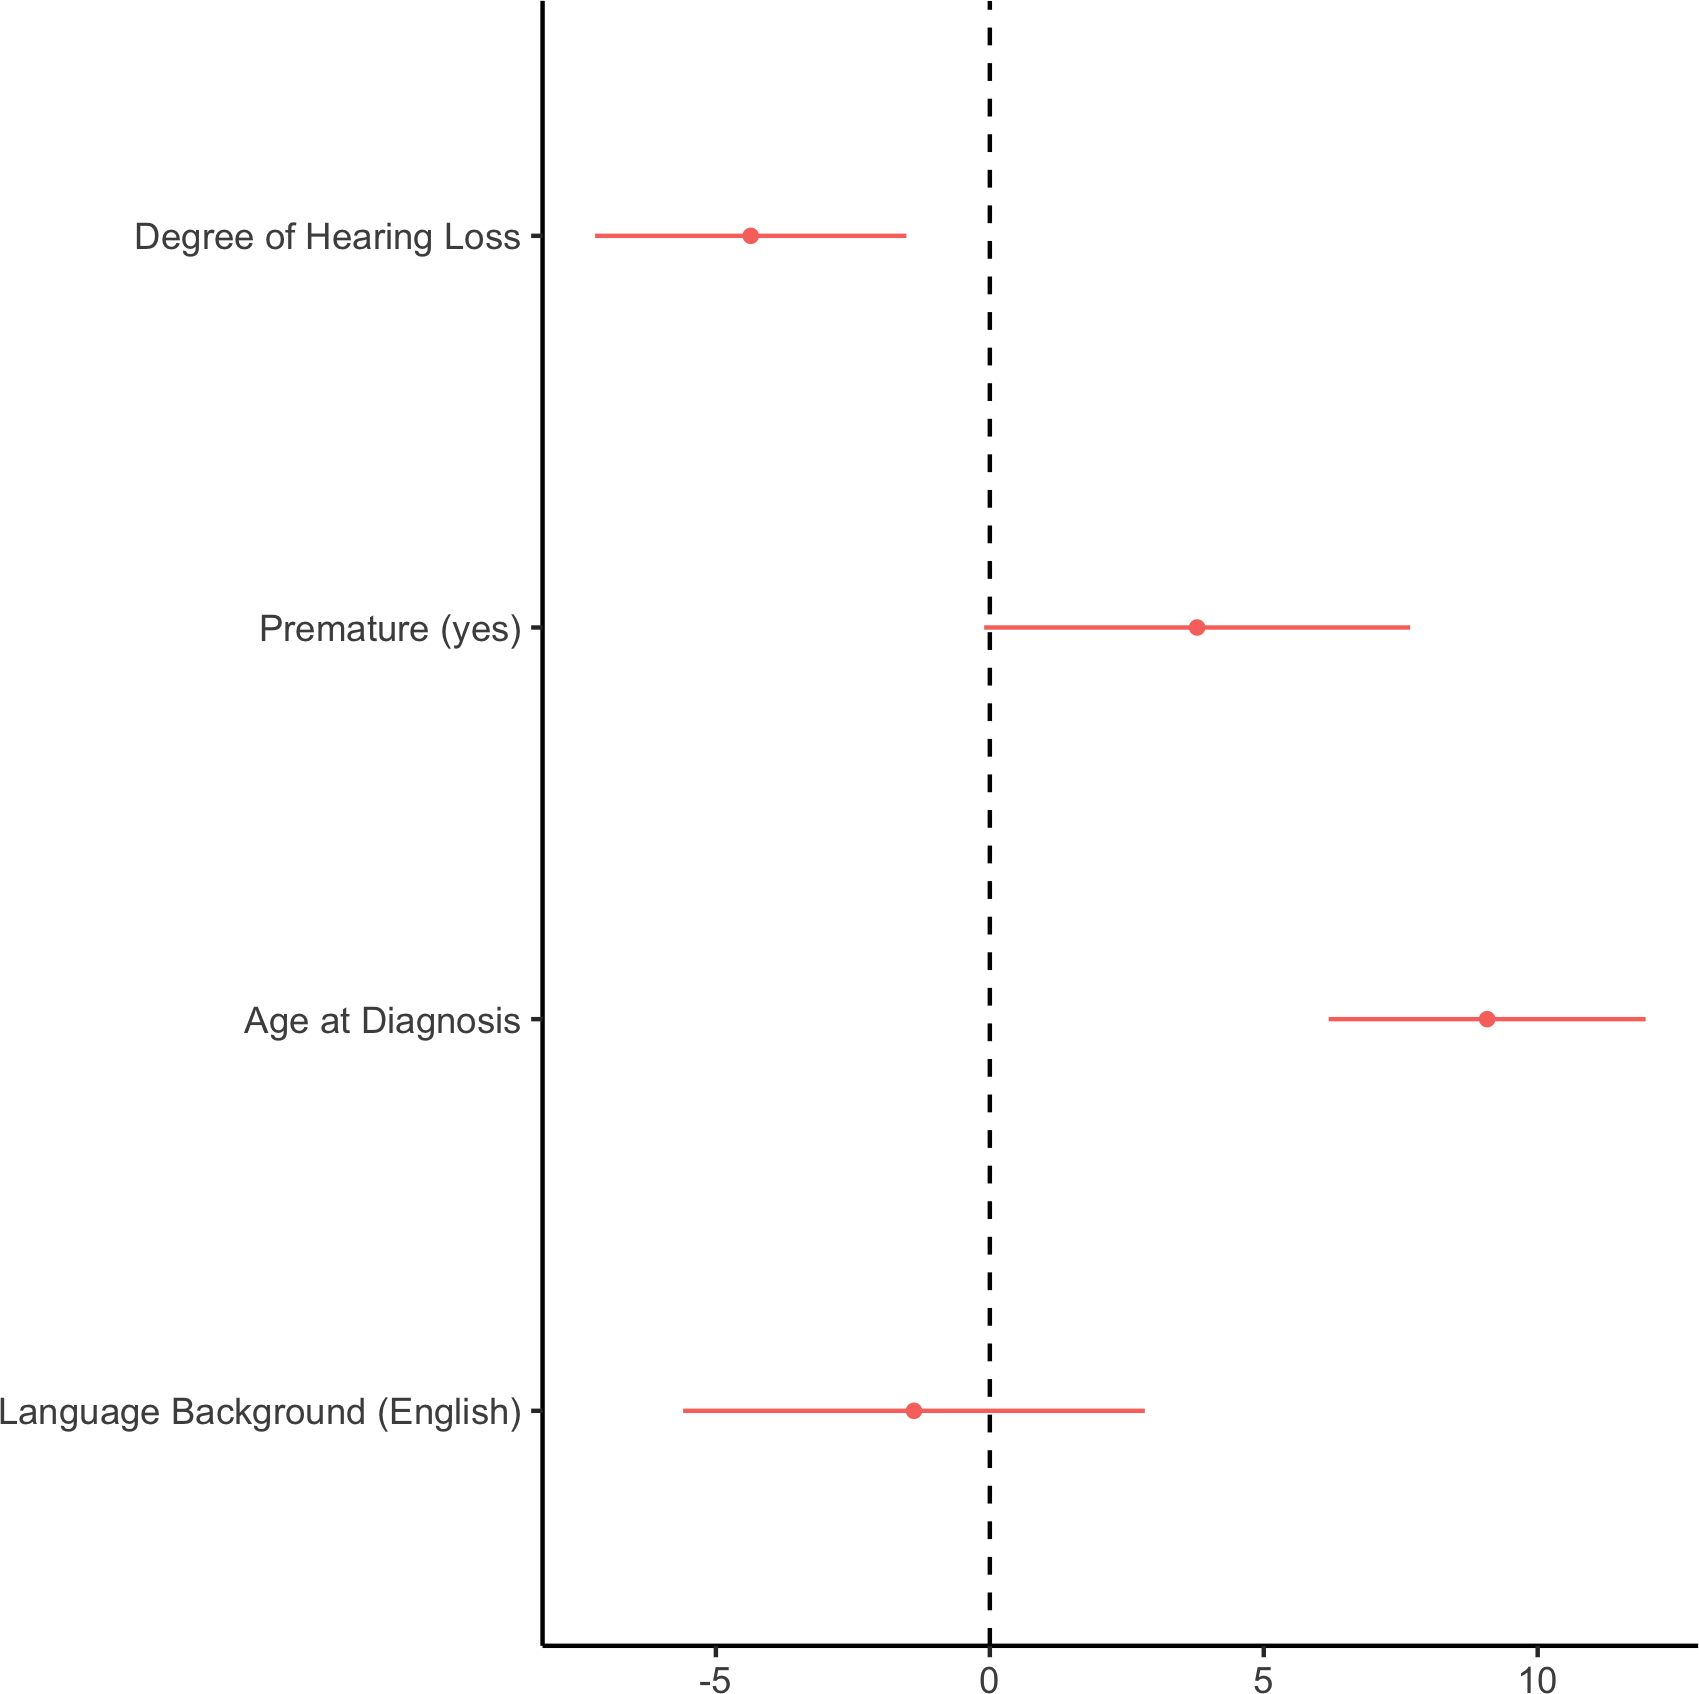 Degree of Hearing Loss
Premature (yes)
Age at Diagnosis
Language Background (English)
-5 0 5 10